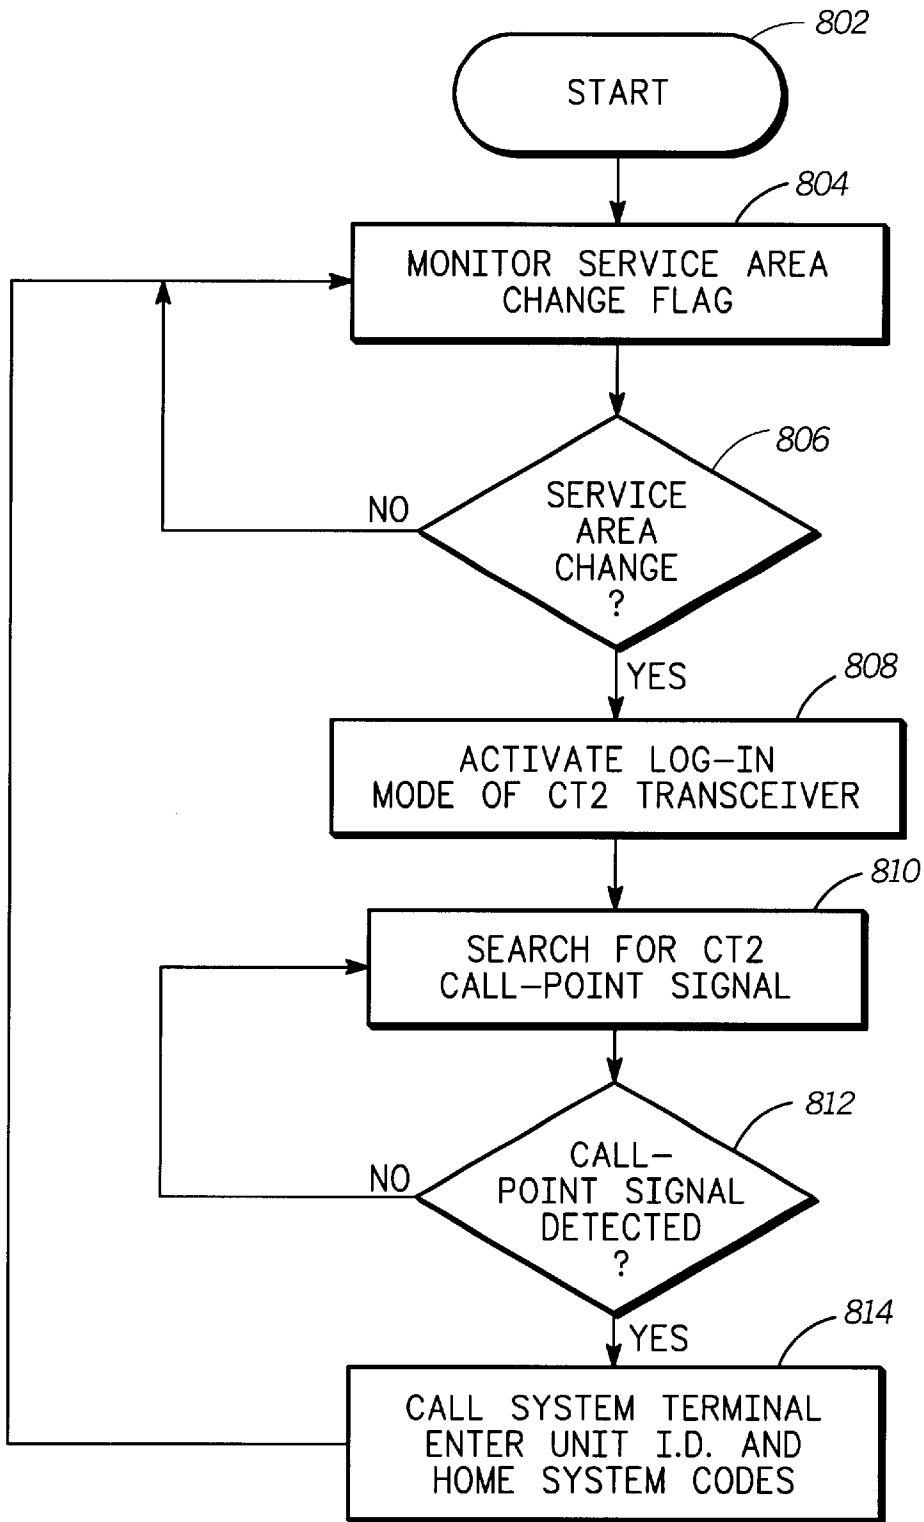 802
START
804
MONITOR SERVICE AREA
CHANGE FLAG
806
SERVICE
AREA
CHANGE
?
NO
YES
808
ACTIVATE LOG-IN
MODE OF CT2 TRANSCEIVER
810
SEARCH FOR CT2
CALL-POINT SIGNAL
812
CALL-
POINT SIGNAL
DETECTED
?
NO
YES
814
CALL SYSTEM TERMINAL
ENTER UNIT I.D. AND
HOME SYSTEM CODES